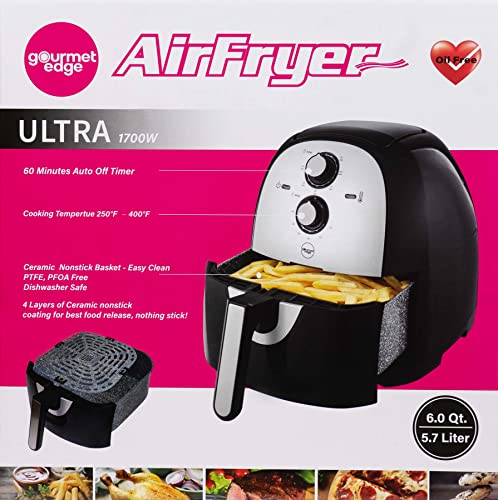 gourmet
edge
AirFryer
Oil Free
ULTRA 1700W
60 Minutes Auto Off Timer
Cooking Tempertue 250°F - 400°F
Ceramic Nonstick Basket - Easy Clean
PTFE, PFOA Free
Dishwasher Safe
4 Layers of Ceramic nonstick
coating for best food release, nothing stick!
6.0 Qt.
5.7 Liter